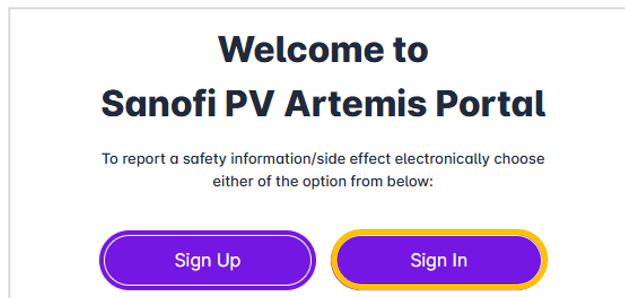 Welcome to
Sanofi PV Artemis Portal
To report a safety information/side effect electronically choose
either of the option from below:
Sign Up
Sign In